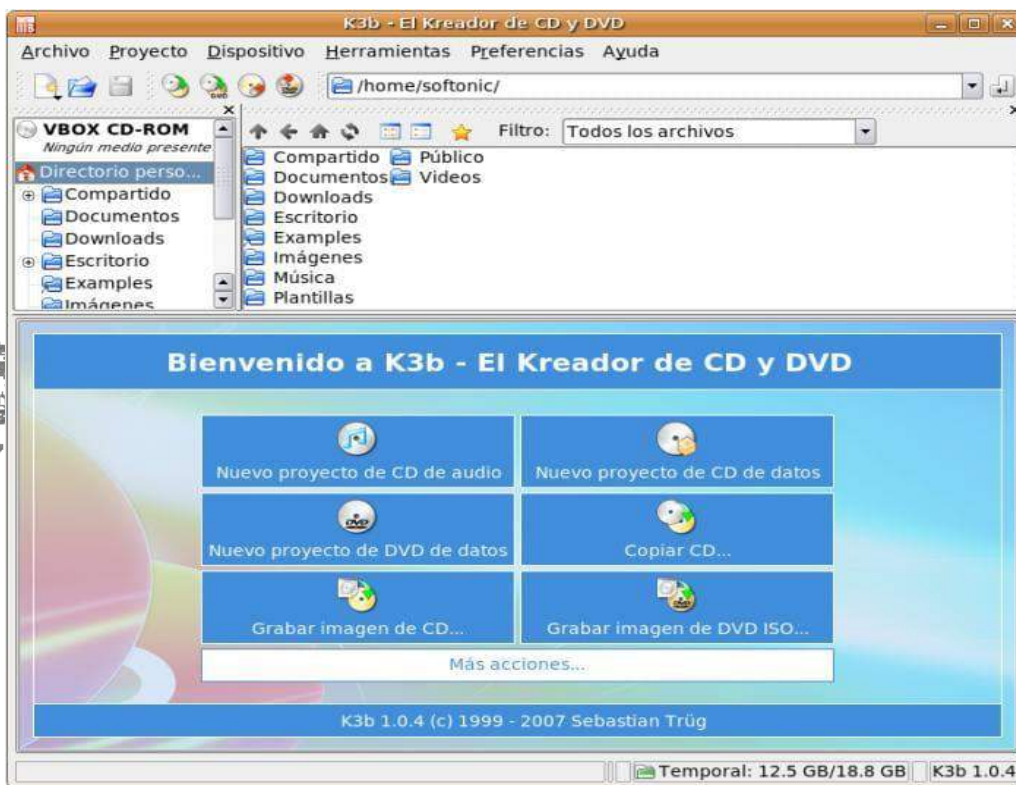 K3b - El Kreador de CD y DVD
Archivo Proyecto Dispositivo Herramientas Preferencias Ayuda
/home/softonic/
VBOX CD-ROM
Ningún medio presente
Filtro: Todos los archivos
Directorio perso...
Compartido
Documentos
Downloads
Escritorio
Examples
Imágenes
Compartido Público
Documentos Videos
Downloads
Escritorio
Examples
Imágenes
Música
Plantillas
Bienvenido a K3b - El Kreador de CD y DVD
Nuevo proyecto de CD de audio
Nuevo proyecto de CD de datos
Nuevo proyecto de DVD de datos
Copiar CD...
Grabar imagen de CD...
Grabar imagen de DVD ISO...
Más acciones...
K3b 1.0.4 (c) 1999 - 2007 Sebastian Trüg
Temporal: 12.5 GB/18.8 GB K3b 1.0.4